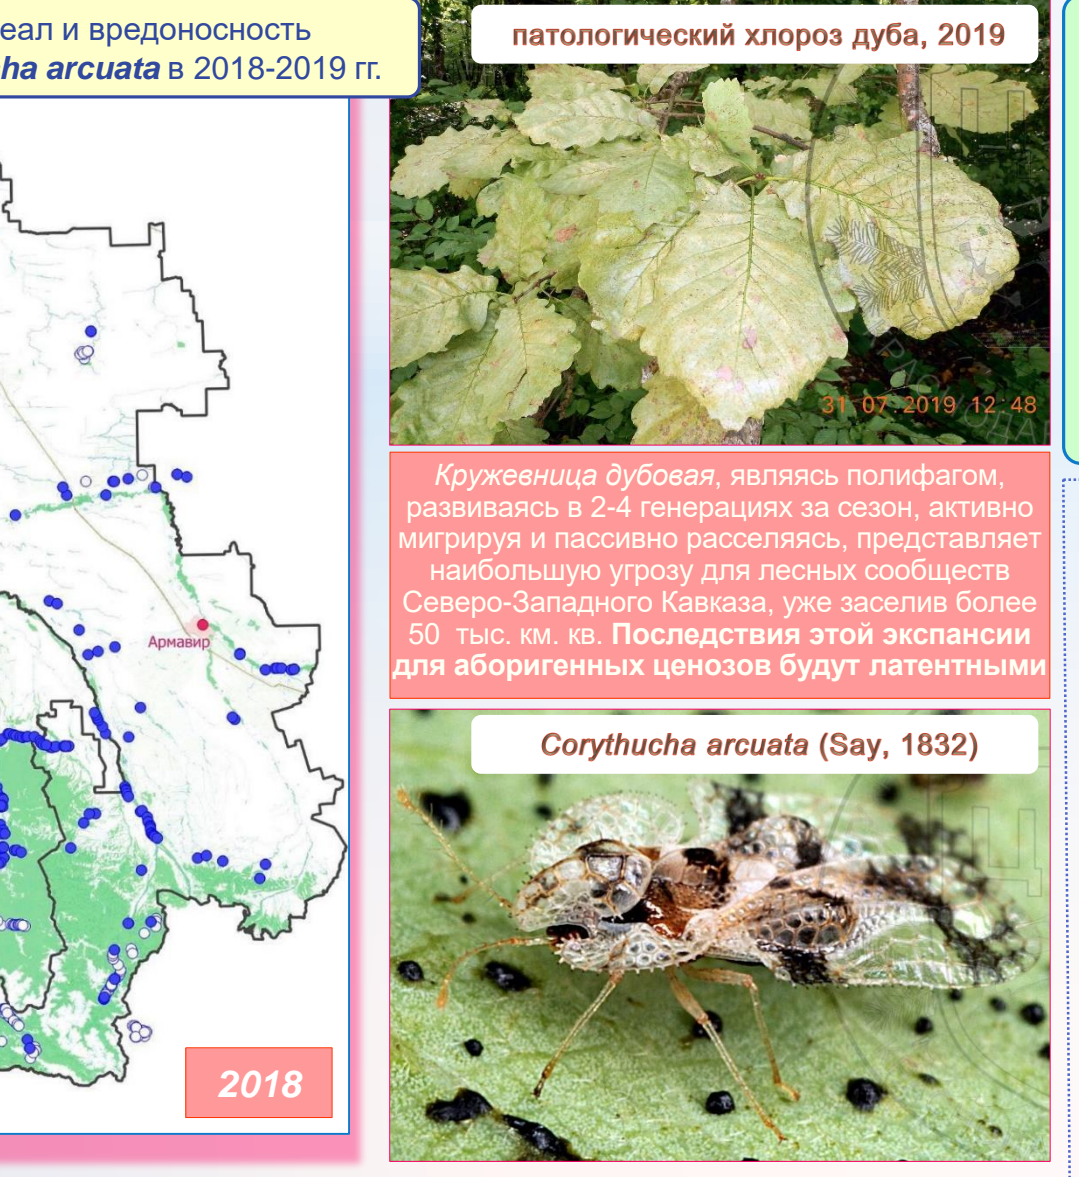 еал и вредоносность
ha arcuata в 2018-2019 гг.
Армавир
2018
патологический хлороз дуба, 2019
31 07 2019 12:48
Кружевница дубовая, являясь полифагом,
развиваясь в 2-4 генерациях за сезон, активно
мигрируя и пассивно расселяясь, представляет
наибольшую угрозу для лесных сообществ
Северо-Западного Кавказа, уже заселив более
50 тыс. км. кв. Последствия этой экспансии
для аборигенных ценозов будут латентными
Corythucha arcuata (Say, 1832)